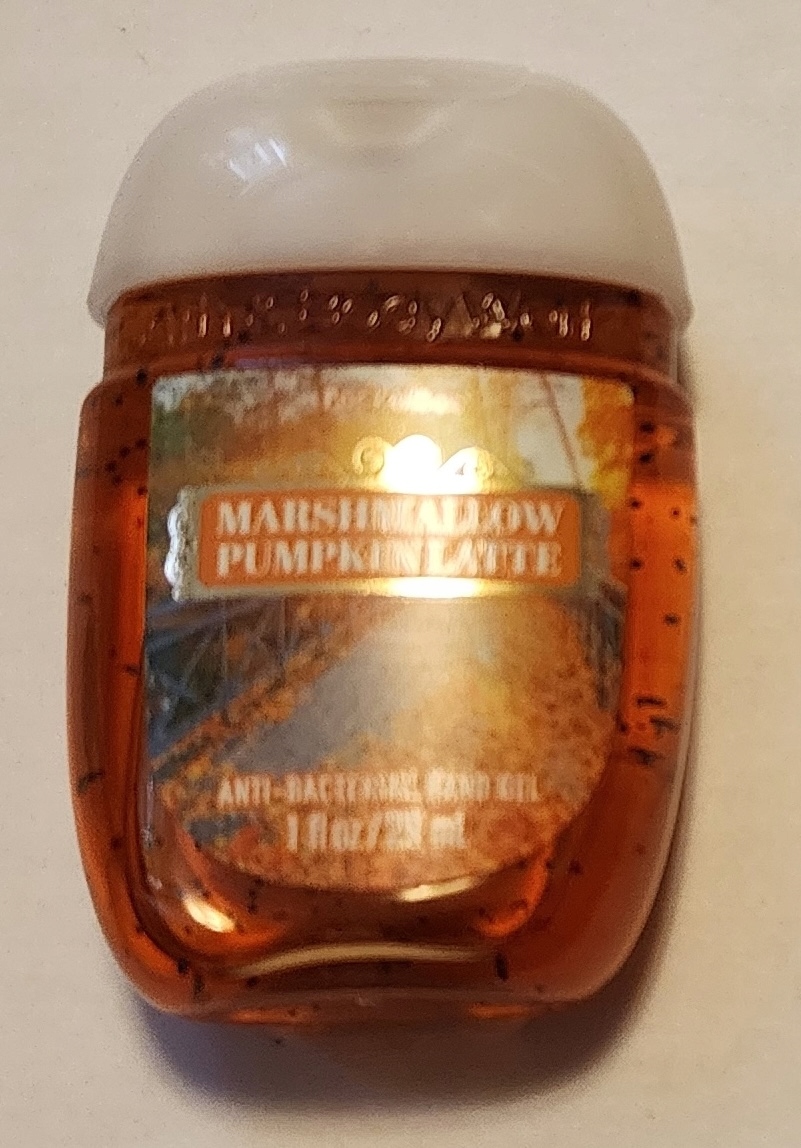 MARSHMALLOW
PUMPKIN LATTE
ANTI-BACTERIAL HAND GEL
1 fl oz / 29 mL